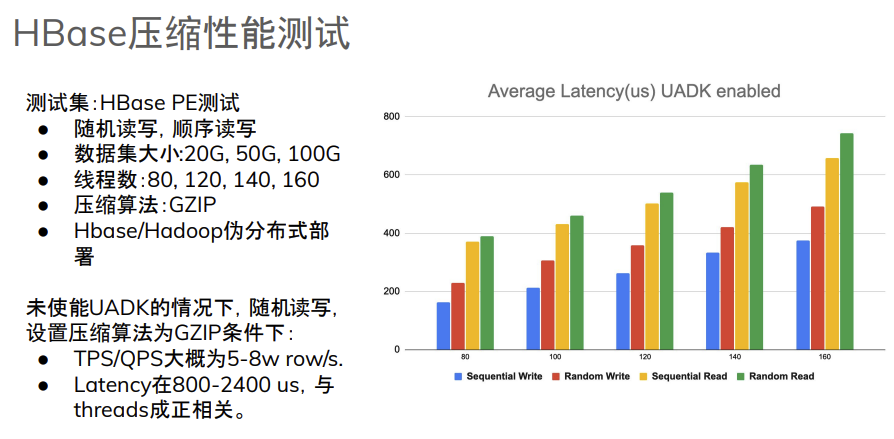 HBase压缩性能测试
测试集：HBase PE测试
● 随机读写，顺序读写
● 数据集大小:20G, 50G, 100G
● 线程数：80, 120, 140, 160
● 压缩算法：GZIP
● Hbase/Hadoop伪分布式部
署
未使能UADK的情况下，随机读写，
设置压缩算法为GZIP条件下：
● TPS/QPS大概为5-8w row/s.
● Latency在800-2400 us，与
threads成正相关。
Average Latency(us) UADK enabled
800
600
400
200
0
80 100 120 140 160
Sequential Write Random Write Sequential Read Random Read